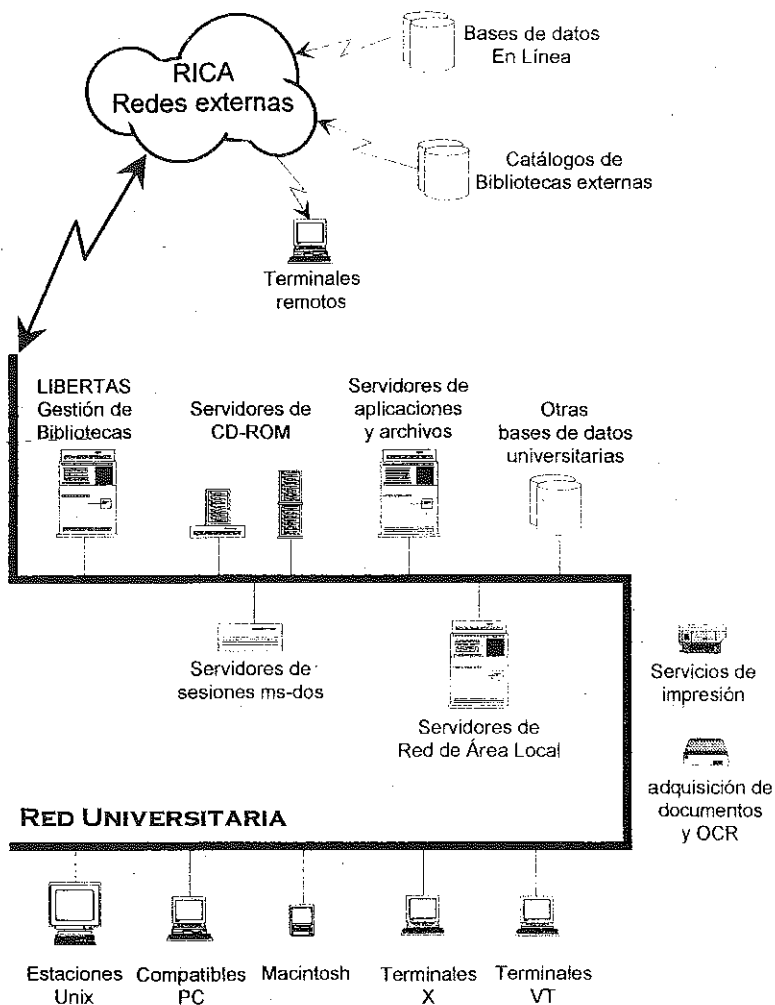 RICA
Redes externas
Bases de datos
En Línea
Catálogos de
Bibliotecas externas
Terminales
remotos
LIBERTAS
Gestión de
Bibliotecas
Servidores de
CD-ROM
Servidores de
aplicaciones
y archivos
Otras
bases de datos
universitarias
Servidores de
sesiones ms-dos
Servidores de
Red de Área Local
Servicios de
impresión
adquisición de
documentos
y OCR
RED UNIVERSITARIA
Estaciones
Unix
Compatibles
PC
Macintosh
Terminales
X
Terminales
VT